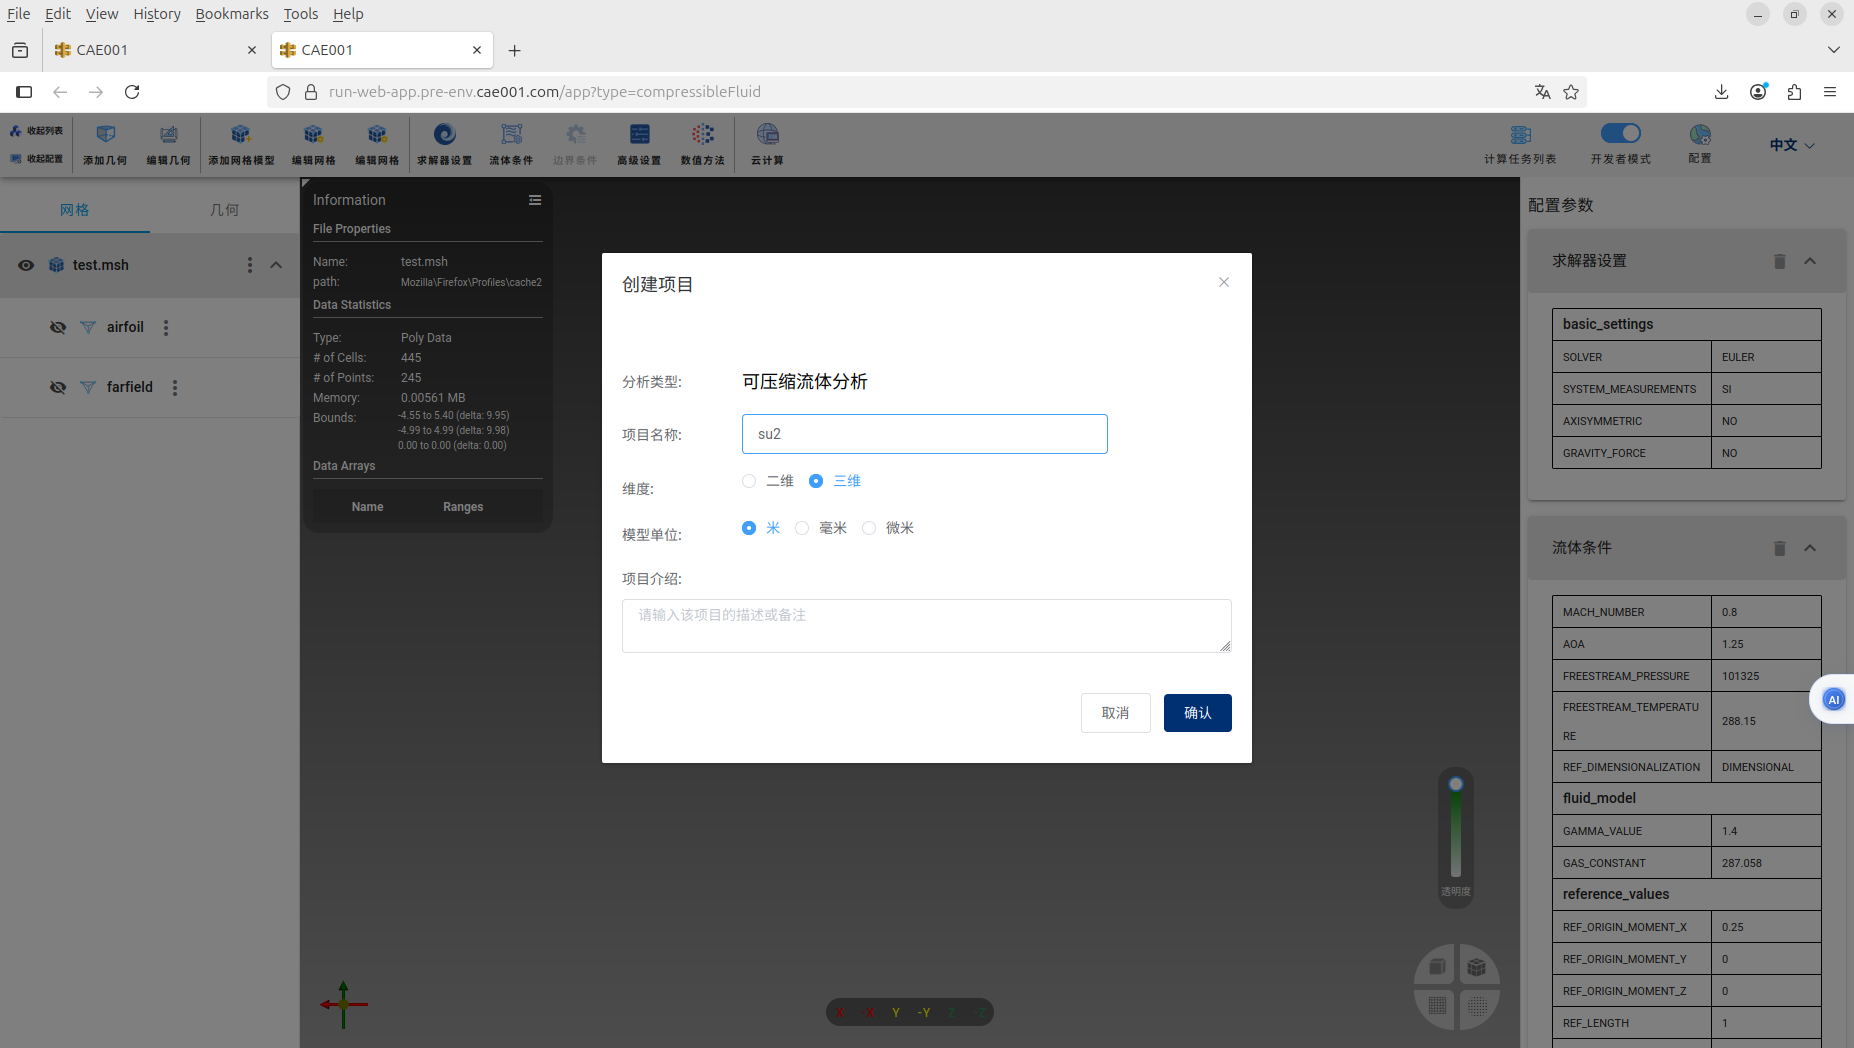 File Edit View History Bookmarks Tools Help
CAE001
CAE001
run-web-app.pre-env.cae001.com/app?type=compressibleFluid
收起列表
收起配置
添加几何
编辑几何
添加网格模型
编辑网格
编辑网格
求解器设置
流体条件
边界条件
高级设置
数值方法
云计算
计算任务列表
开发者模式
配置
中文
网格
几何
test.msh
airfoil
farfield
Information
File Properties
Name: test.msh
path: Mozilla\Firefox\Profiles\cache2
Data Statistics
Type: Poly Data
# of Cells: 445
# of Points: 245
Memory: 0.00561 MB
Bounds: -4.55 to 5.40 (delta: 9.95)
-4.99 to 4.99 (delta: 9.98)
0.00 to 0.00 (delta: 0.00)
Data Arrays
Name Ranges
创建项目
分析类型: 可压缩流体分析
项目名称: su2
维度: 二维 三维
模型单位: 米 毫米 微米
项目介绍:
请输入该项目的描述或备注
取消 确认
透明度
X -X Y -Y Z -Z
配置参数
求解器设置
basic_settings
SOLVER EULER
SYSTEM_MEASUREMENTS SI
AXISYMMETRIC NO
GRAVITY_FORCE NO
流体条件
MACH_NUMBER 0.8
AOA 1.25
FREESTREAM_PRESSURE 101325
FREESTREAM_TEMPERATU
RE 288.15
REF_DIMENSIONALIZATION DIMENSIONAL
fluid_model
GAMMA_VALUE 1.4
GAS_CONSTANT 287.058
reference_values
REF_ORIGIN_MOMENT_X 0.25
REF_ORIGIN_MOMENT_Y 0
REF_ORIGIN_MOMENT_Z 0
REF_LENGTH 1
AI